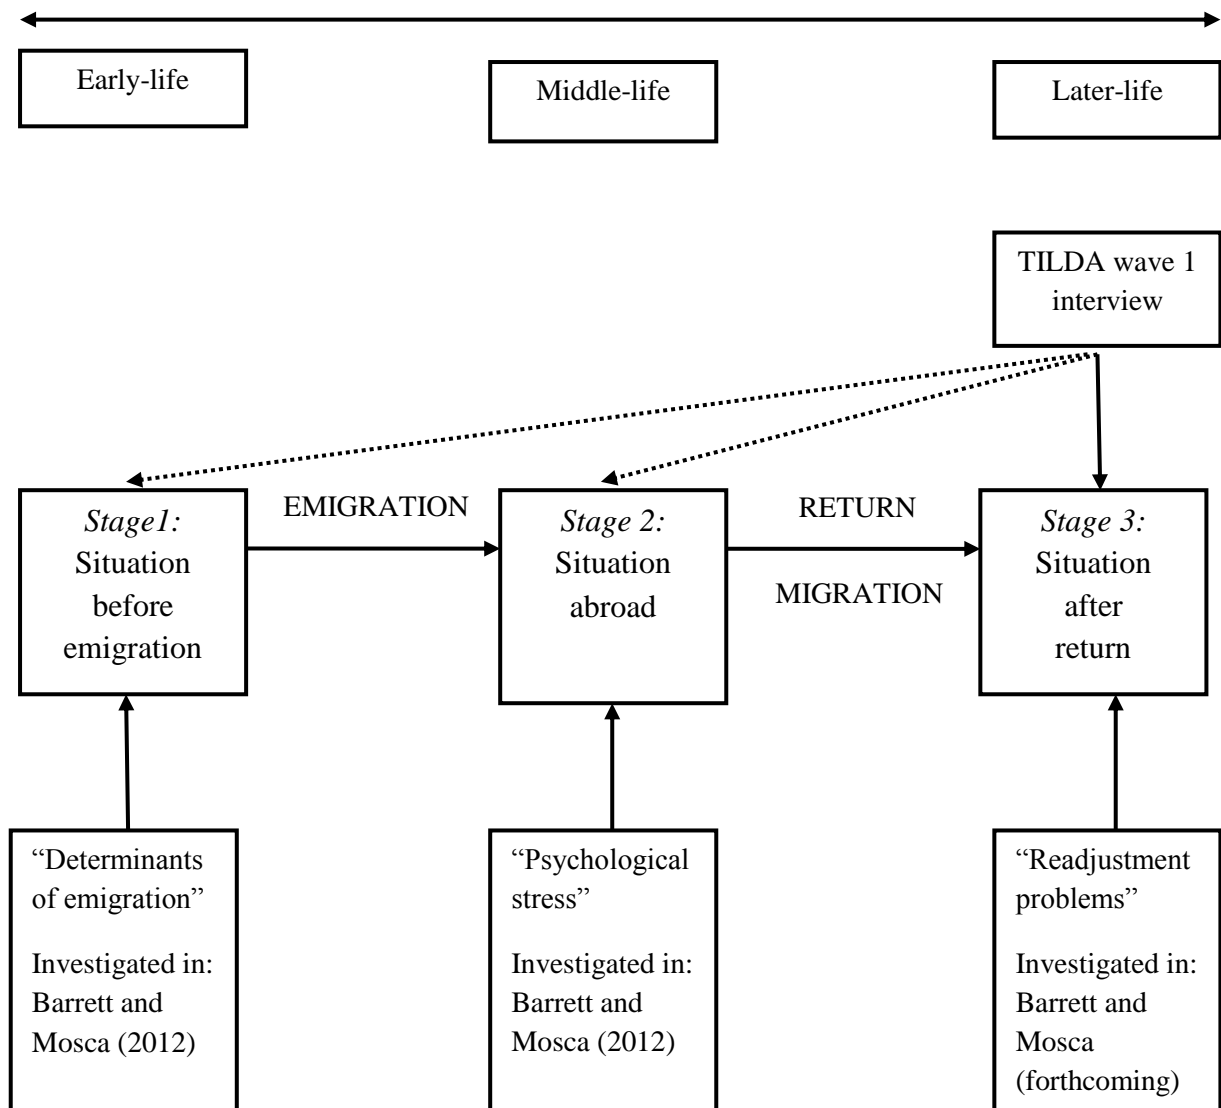 Early-life
Middle-life
Later-life
TILDA wave 1
interview
Stage1:
Situation
before
emigration
EMIGRATION
Stage 2:
Situation
abroad
RETURN
MIGRATION
Stage 3:
Situation
after
return
“Determinants
of emigration”
Investigated in:
Barrett and
Mosca (2012)
“Psychological
stress”
Investigated in:
Barrett and
Mosca (2012)
“Readjustment
problems”
Investigated in:
Barrett and
Mosca
(forthcoming)